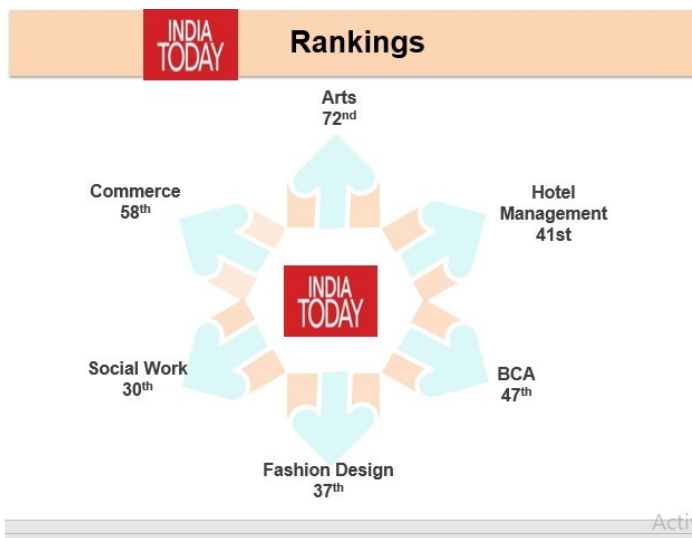 INDIA
TODAY
Rankings
Arts
72nd
Commerce
58th
Hotel
Management
41st
INDIA
TODAY
Social Work
30th
BCA
47th
Fashion Design
37th